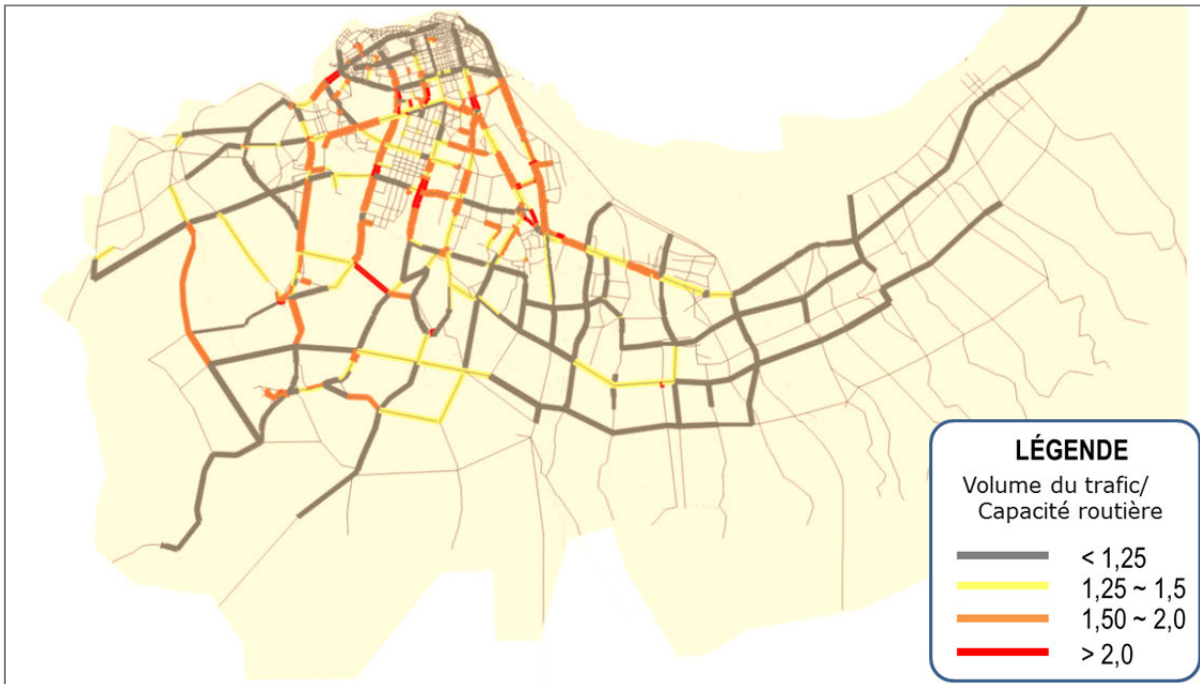 LÉGENDE
Volume du trafic/
Capacité routière
< 1,25
1,25 ~ 1,5
1,50 ~ 2,0
> 2,0